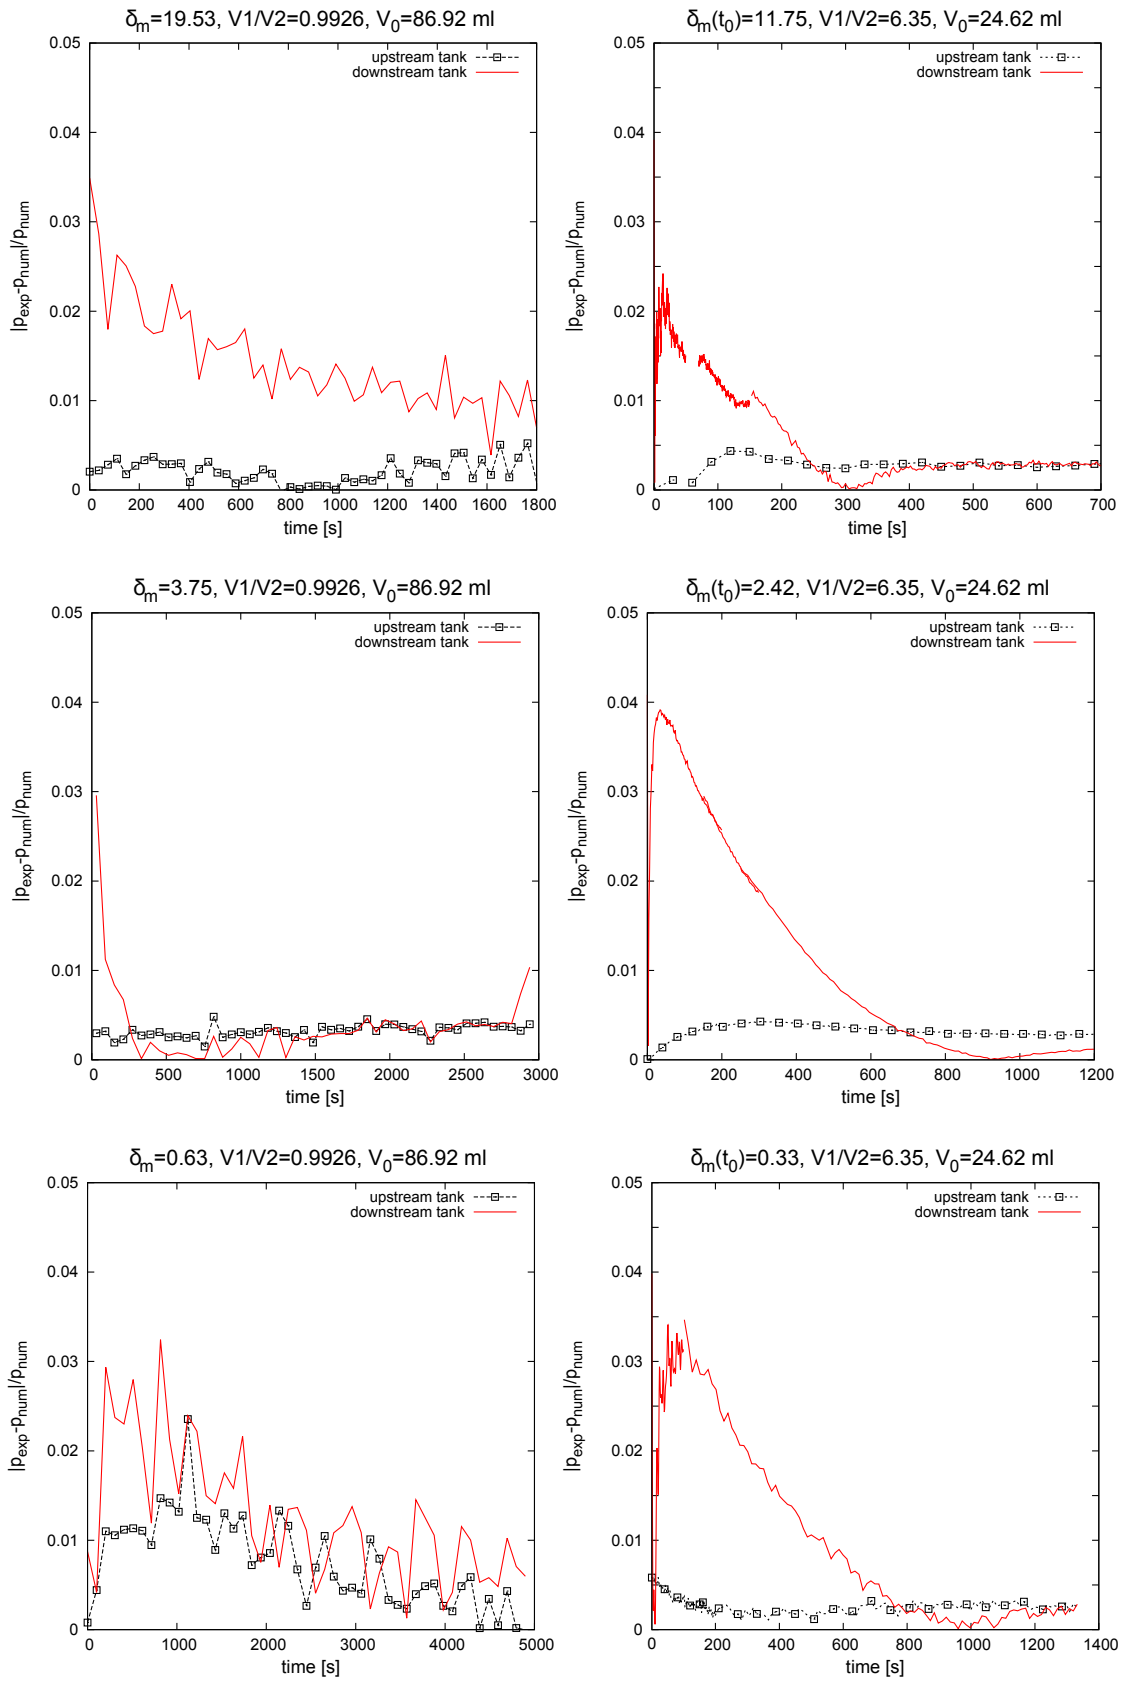 δm=19.53, V1/V2=0.9926, V0=86.92 ml
0.05
0.04
0.03
0.02
0.01
0
|pexp-pnum|/pnum
upstream tank
downstream tank
0 200 400 600 800 1000 1200 1400 1600 1800
time [s]
δm(t0)=11.75, V1/V2=6.35, V0=24.62 ml
0.05
0.04
0.03
0.02
0.01
0
|pexp-pnum|/pnum
upstream tank
downstream tank
0 100 200 300 400 500 600 700
time [s]
δm=3.75, V1/V2=0.9926, V0=86.92 ml
0.05
0.04
0.03
0.02
0.01
0
|pexp-pnum|/pnum
upstream tank
downstream tank
0 500 1000 1500 2000 2500 3000
time [s]
δm(t0)=2.42, V1/V2=6.35, V0=24.62 ml
0.05
0.04
0.03
0.02
0.01
0
|pexp-pnum|/pnum
upstream tank
downstream tank
0 200 400 600 800 1000 1200
time [s]
δm=0.63, V1/V2=0.9926, V0=86.92 ml
0.05
0.04
0.03
0.02
0.01
0
|pexp-pnum|/pnum
upstream tank
downstream tank
0 1000 2000 3000 4000 5000
time [s]
δm(t0)=0.33, V1/V2=6.35, V0=24.62 ml
0.05
0.04
0.03
0.02
0.01
0
|pexp-pnum|/pnum
upstream tank
downstream tank
0 200 400 600 800 1000 1200 1400
time [s]